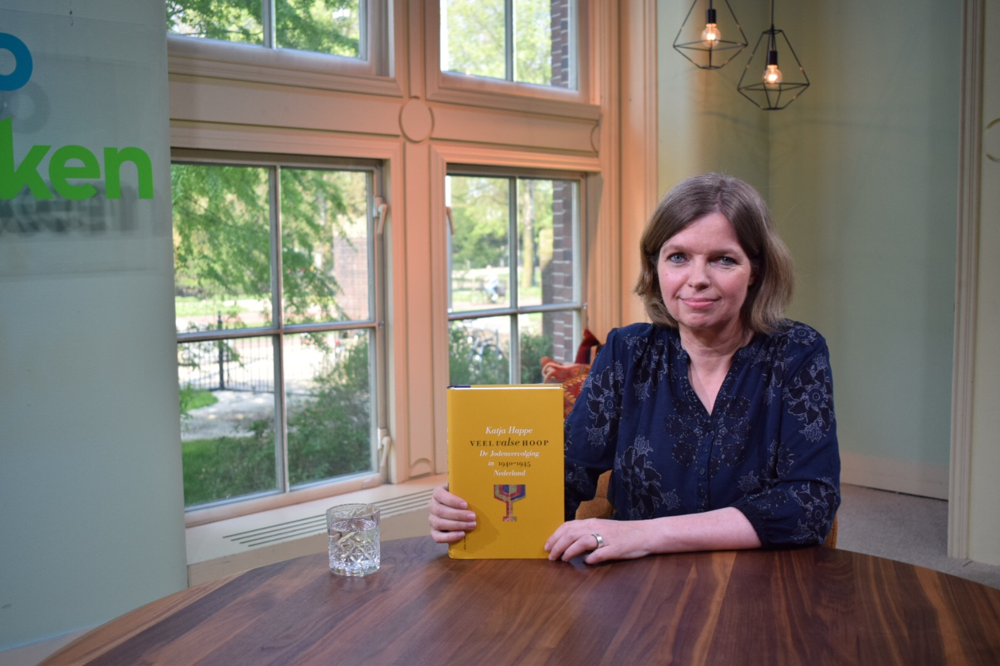 ken
Katja Happe
VEEL valse HOOP
De Jodenvervolging
in 1940–1945
Nederland